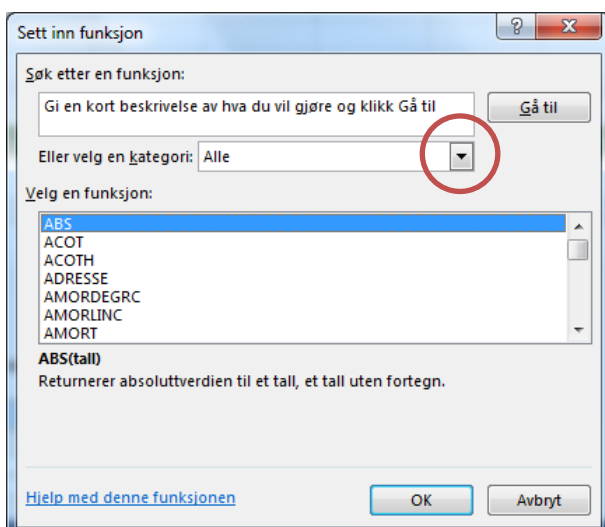 Sett inn funksjon
Søk etter en funksjon:
Gi en kort beskrivelse av hva du vil gjøre og klikk Gå til
Gå til
Eller velg en kategori: Alle
Velg en funksjon:
ABS
ACOT
ACOTH
ADRESSE
AMORDEGRC
AMORLINC
AMORT
ABS(tall)
Returnerer absoluttverdien til et tall, et tall uten fortegn.
Hjelp med denne funksjonen
OK
Avbryt